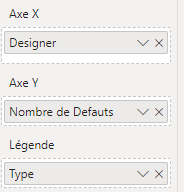 Axe X
Designer
Axe Y
Nombre de Defauts
Légende
Type